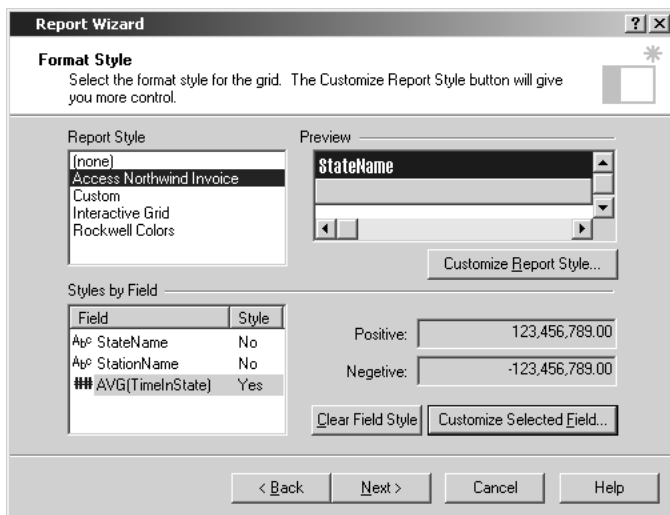 Report Wizard
Format Style
Select the format style for the grid. The Customize Report Style button will give
you more control.
Report Style
(none)
Access Northwind Invoice
Custom
Interactive Grid
Rockwell Colors
Preview
StateName
Customize Report Style...
Styles by Field
Field Style
Abc StateName No
Abc StationName No
## AVG(TimeInState) Yes
Positive: 123,456,789.00
Negetive: -123,456,789.00
Clear Field Style Customize Selected Field...
< Back Next > Cancel Help